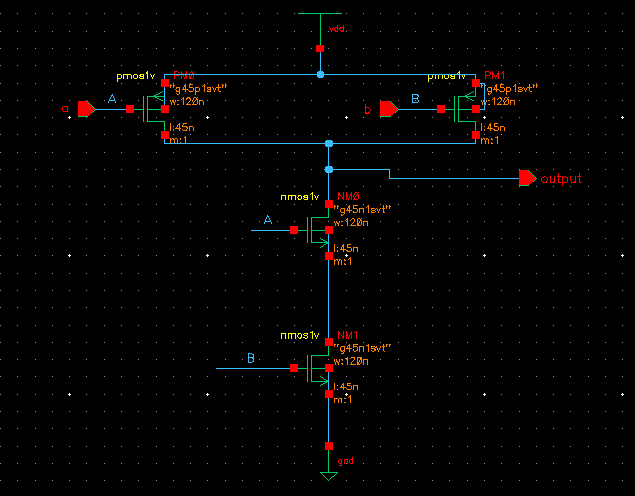 vdd
pmos1v PM0
"g45p1svt"
w:120n
l:45n
m:1
a
A
pmos1v PM1
"g45p1svt"
w:120n
l:45n
m:1
b
B
output
nmos1v NM0
"g45n1svt"
w:120n
l:45n
m:1
A
nmos1v NM1
"g45n1svt"
w:120n
l:45n
m:1
B
gnd